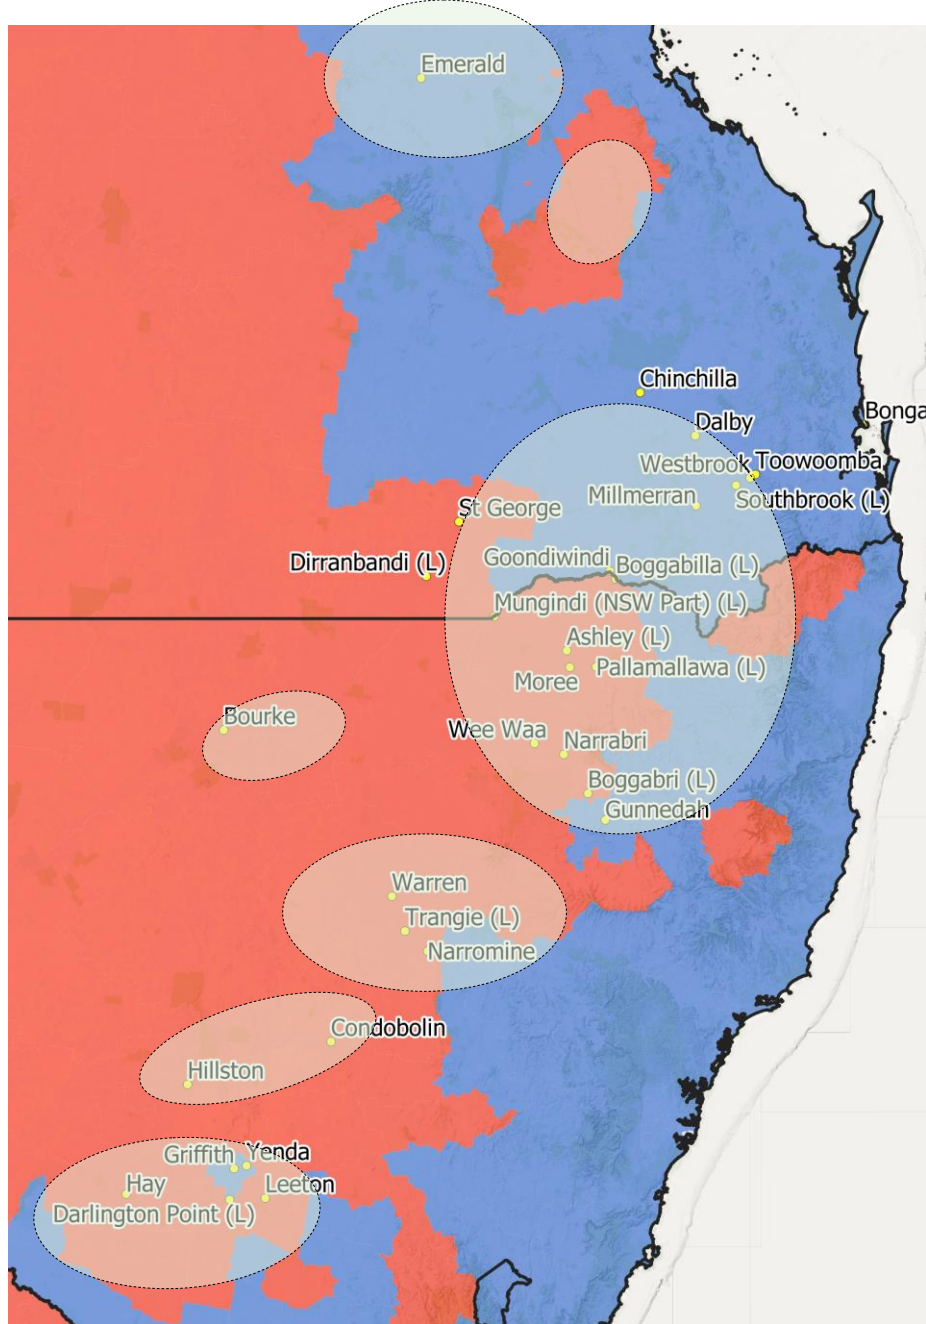 Emerald
Chinchilla
Bonga
Dalby
Westbrook
Toowoomba
Millmerran
Southbrook (L)
St George
Goondiwindi
Boggabilla (L)
Dirranbandi (L)
Mungindi (NSW Part) (L)
Ashley (L)
Pallamallawa (L)
Moree
Bourke
Wee Waa
Narrabri
Boggabri (L)
Gunnedah
Warren
Trangie (L)
Narromine
Condobolin
Hillston
Griffith
Yenda
Hay
Leeton
Darlington Point (L)